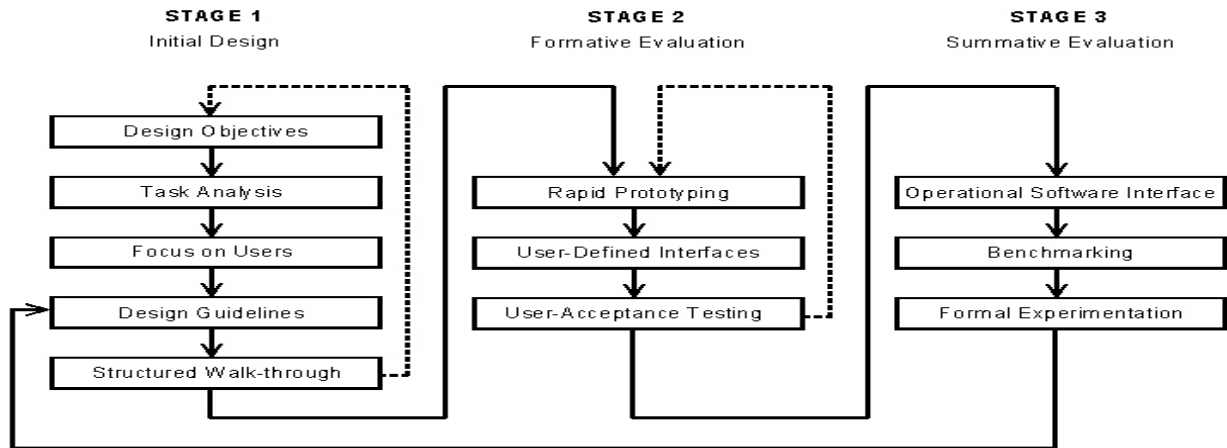 STAGE 1
Initial Design
Design Objectives
Task Analysis
Focus on Users
Design Guidelines
Structured Walk-through
STAGE 2
Formative Evaluation
Rapid Prototyping
User-Defined Interfaces
User-Acceptance Testing
STAGE 3
Summative Evaluation
Operational Software Interface
Benchmarking
Formal Experimentation